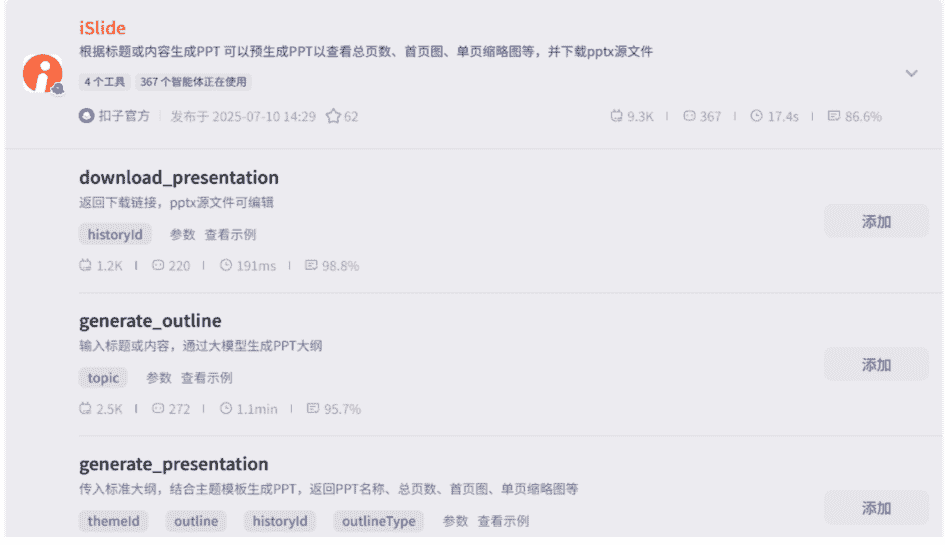 iSlide
根据标题或内容生成PPT 可以预生成PPT以查看总页数、首页图、单页缩略图等，并下载pptx源文件
4 个工具 367 个智能体正在使用
扣子官方 发布于 2025-07-10 14:29 62 9.3K 367 17.4s 86.6%
download_presentation
返回下载链接，pptx源文件可编辑
添加
historyId 参数 查看示例
1.2K 220 191ms 98.8%
generate_outline
输入标题或内容，通过大模型生成PPT大纲
添加
topic 参数 查看示例
2.5K 272 1.1min 95.7%
generate_presentation
传入标准大纲，结合主题模板生成PPT，返回PPT名称、总页数、首页图、单页缩略图等
添加
themeId outline historyId outlineType 参数 查看示例